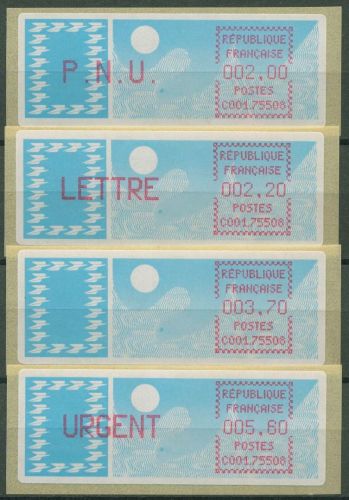 P.N.U.
RÉPUBLIQUE
FRANÇAISE
002,00
POSTES
C001.75508
LETTRE
RÉPUBLIQUE
FRANÇAISE
002,20
POSTES
C001.75508
RÉPUBLIQUE
FRANÇAISE
003,70
POSTES
C001.75508
URGENT
RÉPUBLIQUE
FRANÇAISE
005,60
POSTES
C001.75508